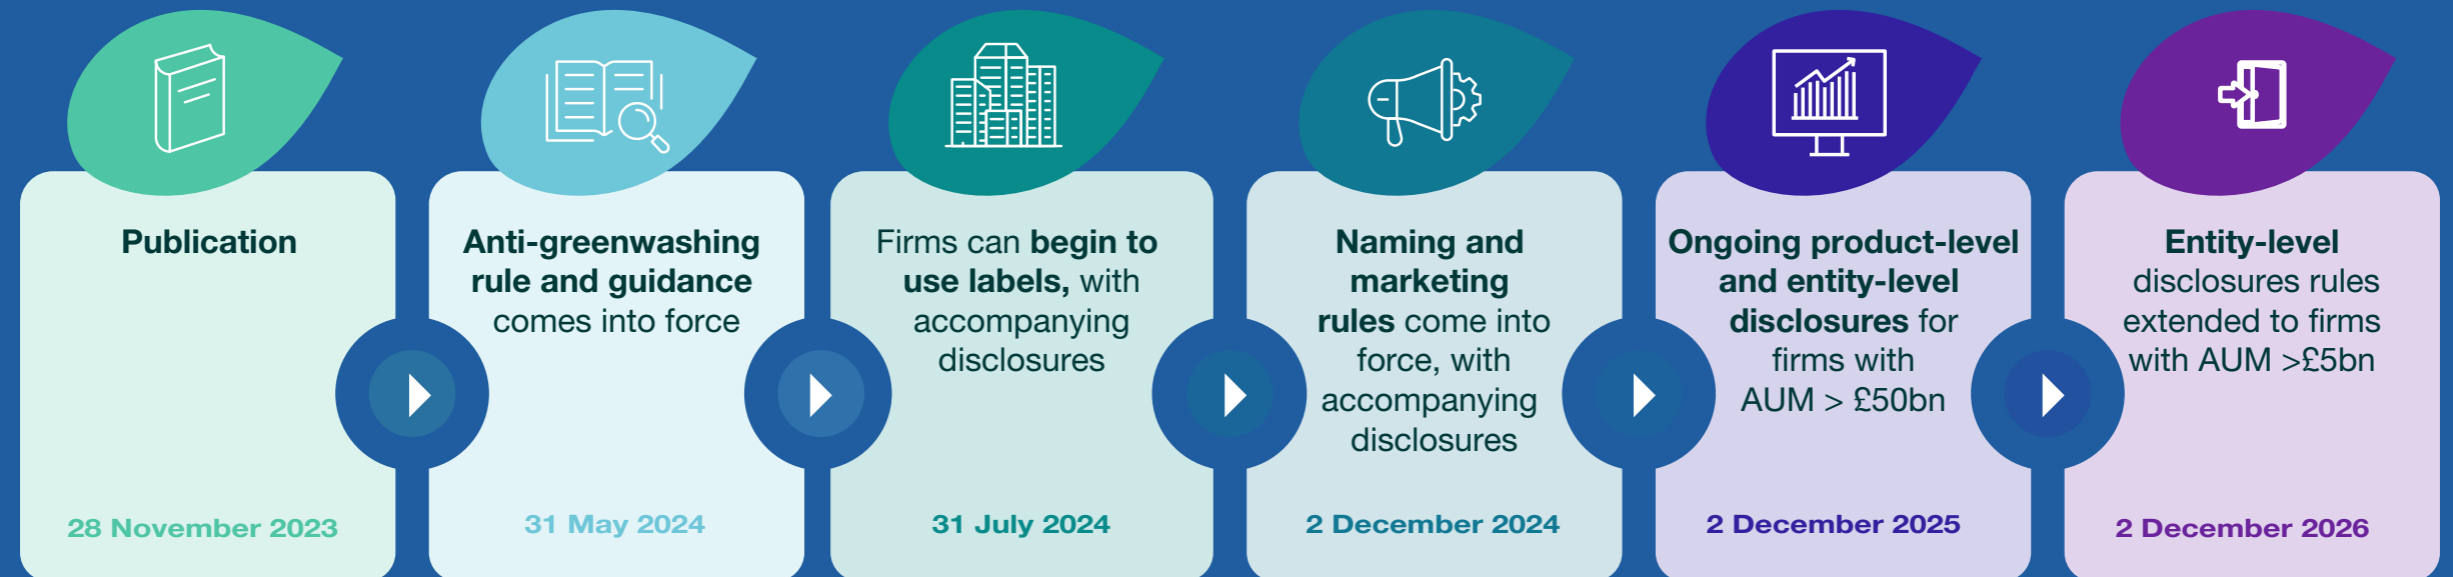 Publication
28 November 2023
Anti-greenwashing
rule and guidance
comes into force
31 May 2024
Firms can begin to
use labels, with
accompanying
disclosures
31 July 2024
Naming and
marketing
rules come into
force, with
accompanying
disclosures
2 December 2024
Ongoing product-level
and entity-level
disclosures for
firms with
AUM > £50bn
2 December 2025
Entity-level
disclosures rules
extended to firms
with AUM >£5bn
2 December 2026